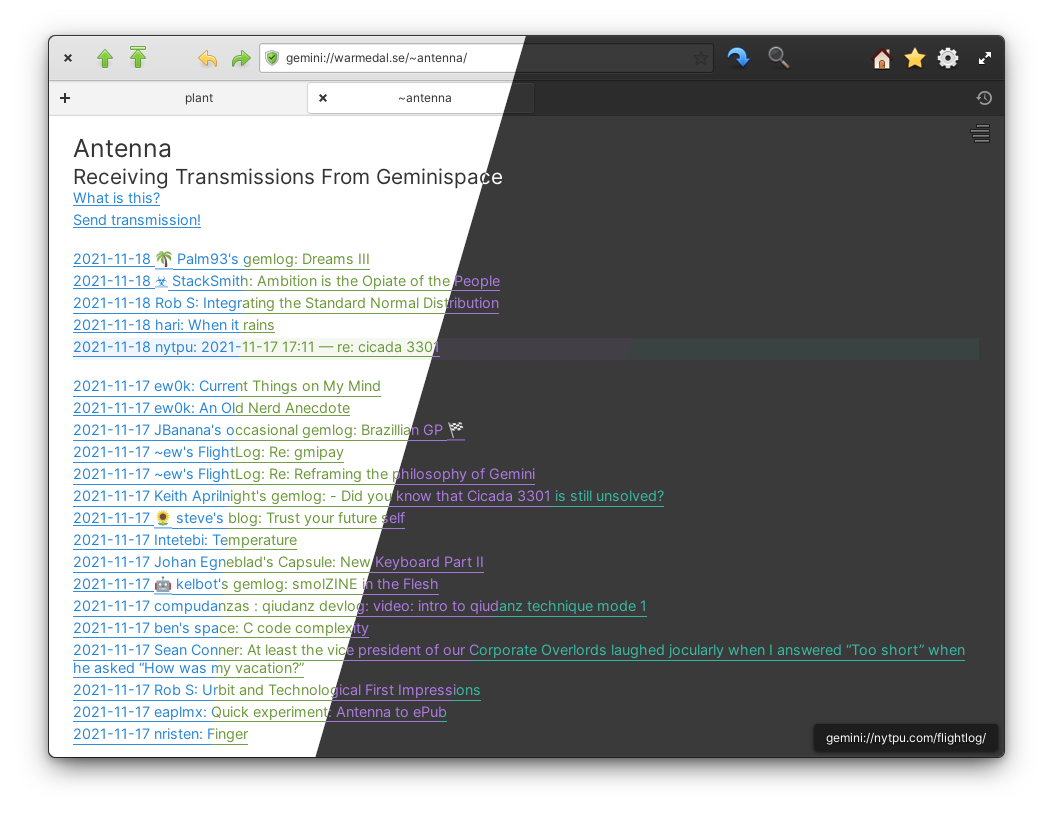 gemini://warmedal.se/~antenna/
plant
~antenna
Antenna
Receiving Transmissions From Geminispace
What is this?
Send transmission!
2021-11-18 🌴 Palm93's gemlog: Dreams III
2021-11-18 ☣ StackSmith: Ambition is the Opiate of the People
2021-11-18 Rob S: Integrating the Standard Normal Distribution
2021-11-18 hari: When it rains
2021-11-18 nytpu: 2021-11-17 17:11 — re: cicada 3301
2021-11-17 ew0k: Current Things on My Mind
2021-11-17 ew0k: An Old Nerd Anecdote
2021-11-17 JBanana's occasional gemlog: Brazillian GP 🏁
2021-11-17 ~ew's FlightLog: Re: gmipay
2021-11-17 ~ew's FlightLog: Re: Reframing the philosophy of Gemini
2021-11-17 Keith Aprilnight's gemlog: - Did you know that Cicada 3301 is still unsolved?
2021-11-17 🌻 steve's blog: Trust your future self
2021-11-17 Intetebi: Temperature
2021-11-17 Johan Egneblad's Capsule: New Keyboard Part II
2021-11-17 🤖 kelbot's gemlog: smolZINE in the Flesh
2021-11-17 compudanzas : qiudanz devlog: video: intro to qiudanz technique mode 1
2021-11-17 ben's space: C code complexity
2021-11-17 Sean Conner: At least the vice president of our Corporate Overlords laughed jocularly when I answered “Too short” when
he asked “How was my vacation?”
2021-11-17 Rob S: Urbit and Technological First Impressions
2021-11-17 eaplmx: Quick experiment: Antenna to ePub
2021-11-17 nristen: Finger
gemini://nytpu.com/flightlog/